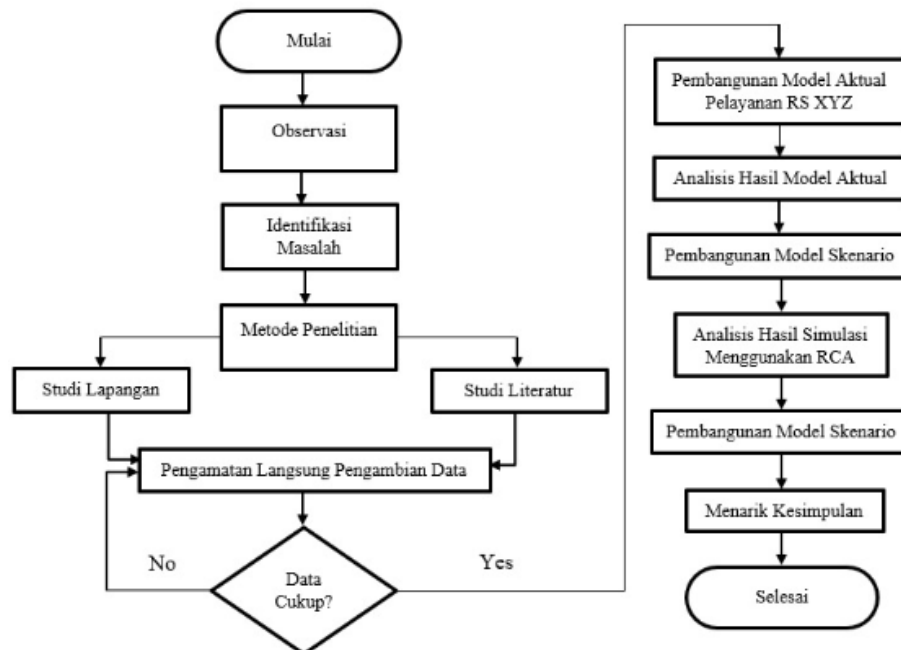 Mulai
Observasi
Identifikasi
Masalah
Metode Penelitian
Studi Lapangan
Studi Literatur
Pengamatan Langsung Pengambian Data
No
Data
Cukup?
Yes
Pembangunan Model Aktual
Pelayanan RS XYZ
Analisis Hasil Model Aktual
Pembangunan Model Skenario
Analisis Hasil Simulasi
Menggunakan RCA
Pembangunan Model Skenario
Menarik Kesimpulan
Selesai